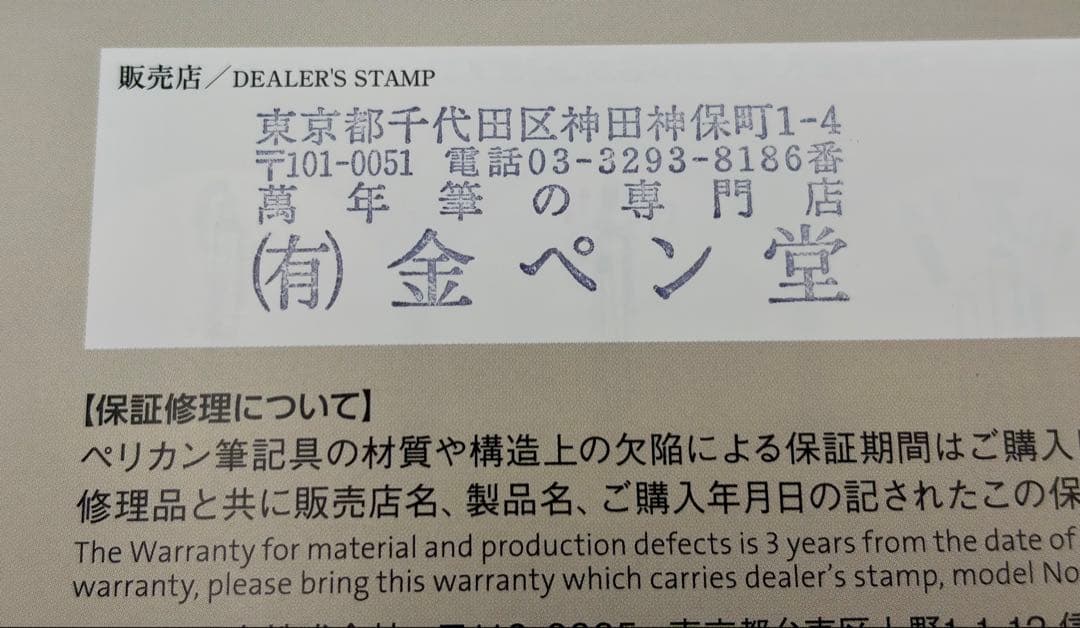 販売店／DEALER'S STAMP
東京都千代田区神田神保町1-4
〒101-0051 電話03-3293-8186番
萬年筆の専門店
㈲金ペン堂
【保証修理について】
ペリカン筆記具の材質や構造上の欠陥による保証期間はご購入
修理品と共に販売店名、製品名、ご購入年月日の記されたこの保
The Warranty for material and production defects is 3 years from the date of
warranty, please bring this warranty which carries dealer's stamp, model No